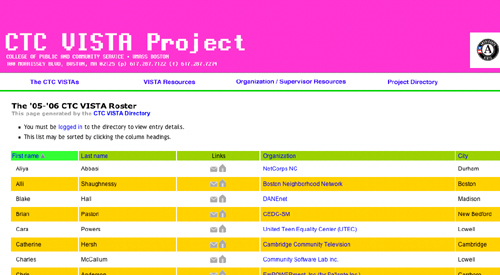 CTC VISTA Project
COLLEGE OF PUBLIC AND COMMUNITY SERVICE • UMASS BOSTON
100 MORRISSEY BLVD, BOSTON, MA 02125 (p) 617.287.7122 (f) 617.287.7274
The CTC VISTAs VISTA Resources Organization / Supervisor Resources Project Directory
The '05-'06 CTC VISTA Roster
This page generated by the CTC VISTA Directory
• You must be logged in to the directory to view entry details.
• This list may be sorted by clicking the column headings.
First name Last name Links Organization City
Aliya Abbasi NetCorps NC Durham
Alli Shaughnessy Boston Neighborhood Network Boston
Blake Hall DANEnet Madison
Brian Pastori CEDC-SM New Bedford
Cara Powers United Teen Equality Center (UTEC) Lowell
Catherine Hersh Cambridge Community Television Cambridge
Charles McCallum Community Software Lab Inc. Lowell
Chris Anderson